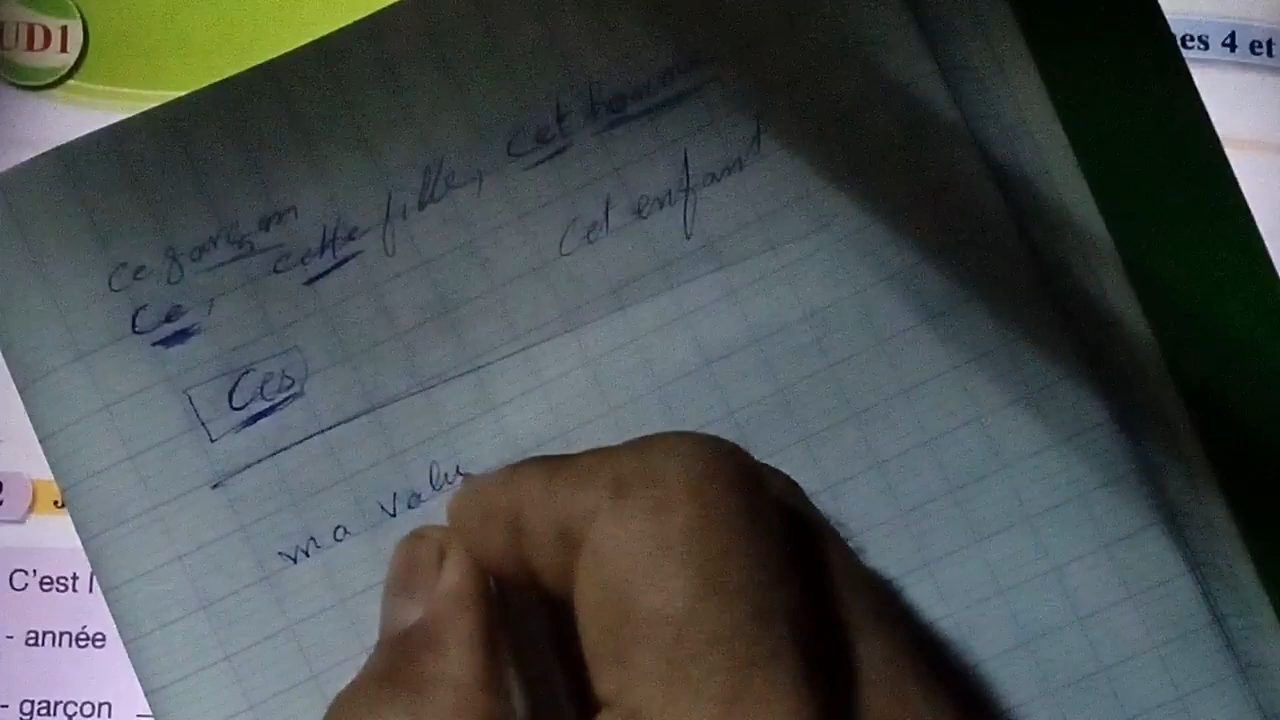 UD1
es 4 et
ce garçon cette fille, cet homme
ce, cet enfant
ces
ma valu
C'est l
- année
- garçon